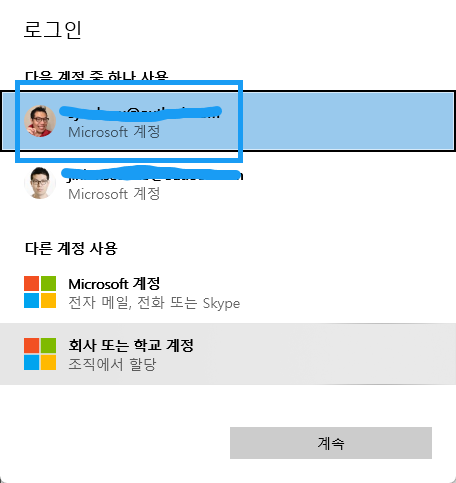 로그인
다음 계정 중 하나 사용
Microsoft 계정
Microsoft 계정
다른 계정 사용
Microsoft 계정
전자 메일, 전화 또는 Skype
회사 또는 학교 계정
조직에서 할당
계속